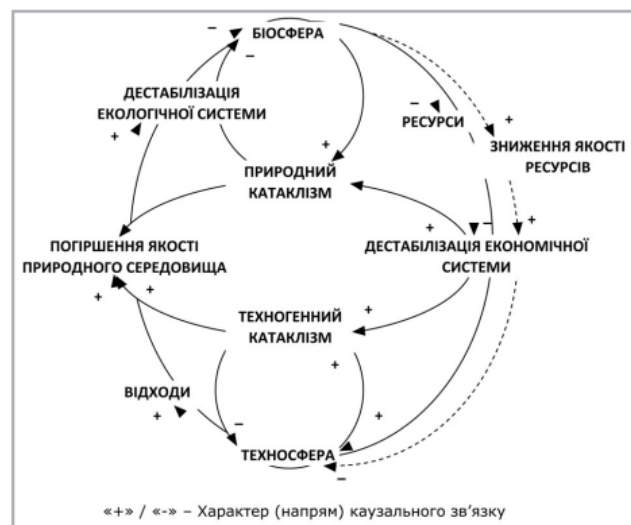 БІОСФЕРА
ДЕСТАБІЛІЗАЦІЯ
ЕКОЛОГІЧНОЇ СИСТЕМИ
РЕСУРСИ
ЗНИЖЕННЯ ЯКОСТІ
РЕСУРСІВ
ПРИРОДНИЙ
КАТАКЛІЗМ
ПОГІРШЕННЯ ЯКОСТІ
ПРИРОДНОГО СЕРЕДОВИЩА
ДЕСТАБІЛІЗАЦІЯ ЕКОНОМІЧНОЇ
СИСТЕМИ
ТЕХНОГЕННИЙ
КАТАКЛІЗМ
ВІДХОДИ
ТЕХНОСФЕРА
«+» / «-» – Характер (напрям) каузального зв’язку